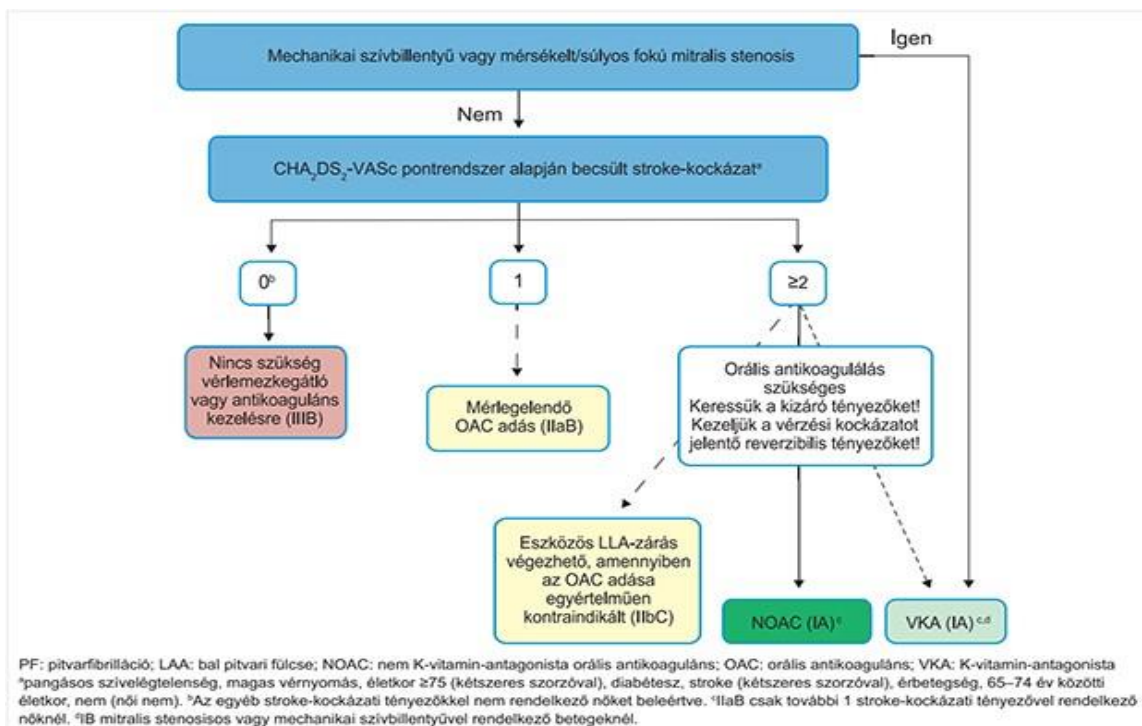 Mechanikai szívbillentyű vagy mérsékelt/súlyos fokú mitralis stenosis
Igen
Nem
CHA₂DS₂-VASc pontrendszer alapján becsült stroke-kockázatᵃ
0ᵇ
1
≥2
Nincs szükség
vérlemezkegátló
vagy antikoaguláns
kezelésre (IIIB)
Mérlegelendő
OAC adás (IIaB)
Orális antikoagulálás
szükséges
Keressük a kizáró tényezőket!
Kezeljük a vérzési kockázatot
jelentő reverzibilis tényezőket!
Eszközös LLA-zárás
végezhető, amennyiben
az OAC adása
egyértelműen
kontraindikált (IIbC)
NOAC (IA)ᶜ
VKA (IA)ᶜ,ᵈ
PF: pitvarfibrilláció; LAA: bal pitvari fülcse; NOAC: nem K-vitamin-antagonista orális antikoaguláns; OAC: orális antikoaguláns; VKA: K-vitamin-antagonista
ᵃpangásos szívelégtelenség, magas vérnyomás, életkor ≥75 (kétszeres szorzóval), diabétesz, stroke (kétszeres szorzóval), érbetegség, 65–74 év közötti
életkor, nem (női nem). ᵇAz egyéb stroke-kockázati tényezőkkel nem rendelkező nőket beleértve. ᶜIIaB csak további 1 stroke-kockázati tényezővel rendelkező
nőknél. ᵈIB mitralis stenosisos vagy mechanikai szívbillentyűvel rendelkező betegeknél.